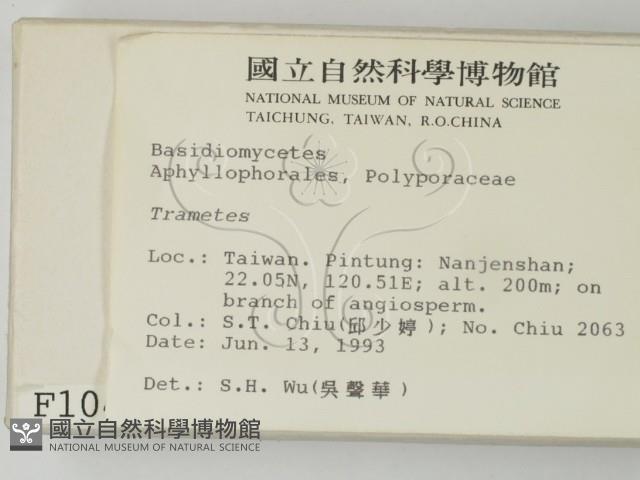 國立自然科學博物館
NATIONAL MUSEUM OF NATURAL SCIENCE
TAICHUNG, TAIWAN, R.O.CHINA
Basidiomycetes
Aphyllophorales, Polyporaceae
Trametes
Loc.: Taiwan. Pintung: Nanjenshan;
22.05N, 120.51E; alt. 200m; on
branch of angiosperm.
Col.: S.T. Chiu(邱少婷); No. Chiu 2063
Date: Jun. 13, 1993
Det.: S.H. Wu(吳聲華)
國立自然科學博物館
NATIONAL MUSEUM OF NATURAL SCIENCE